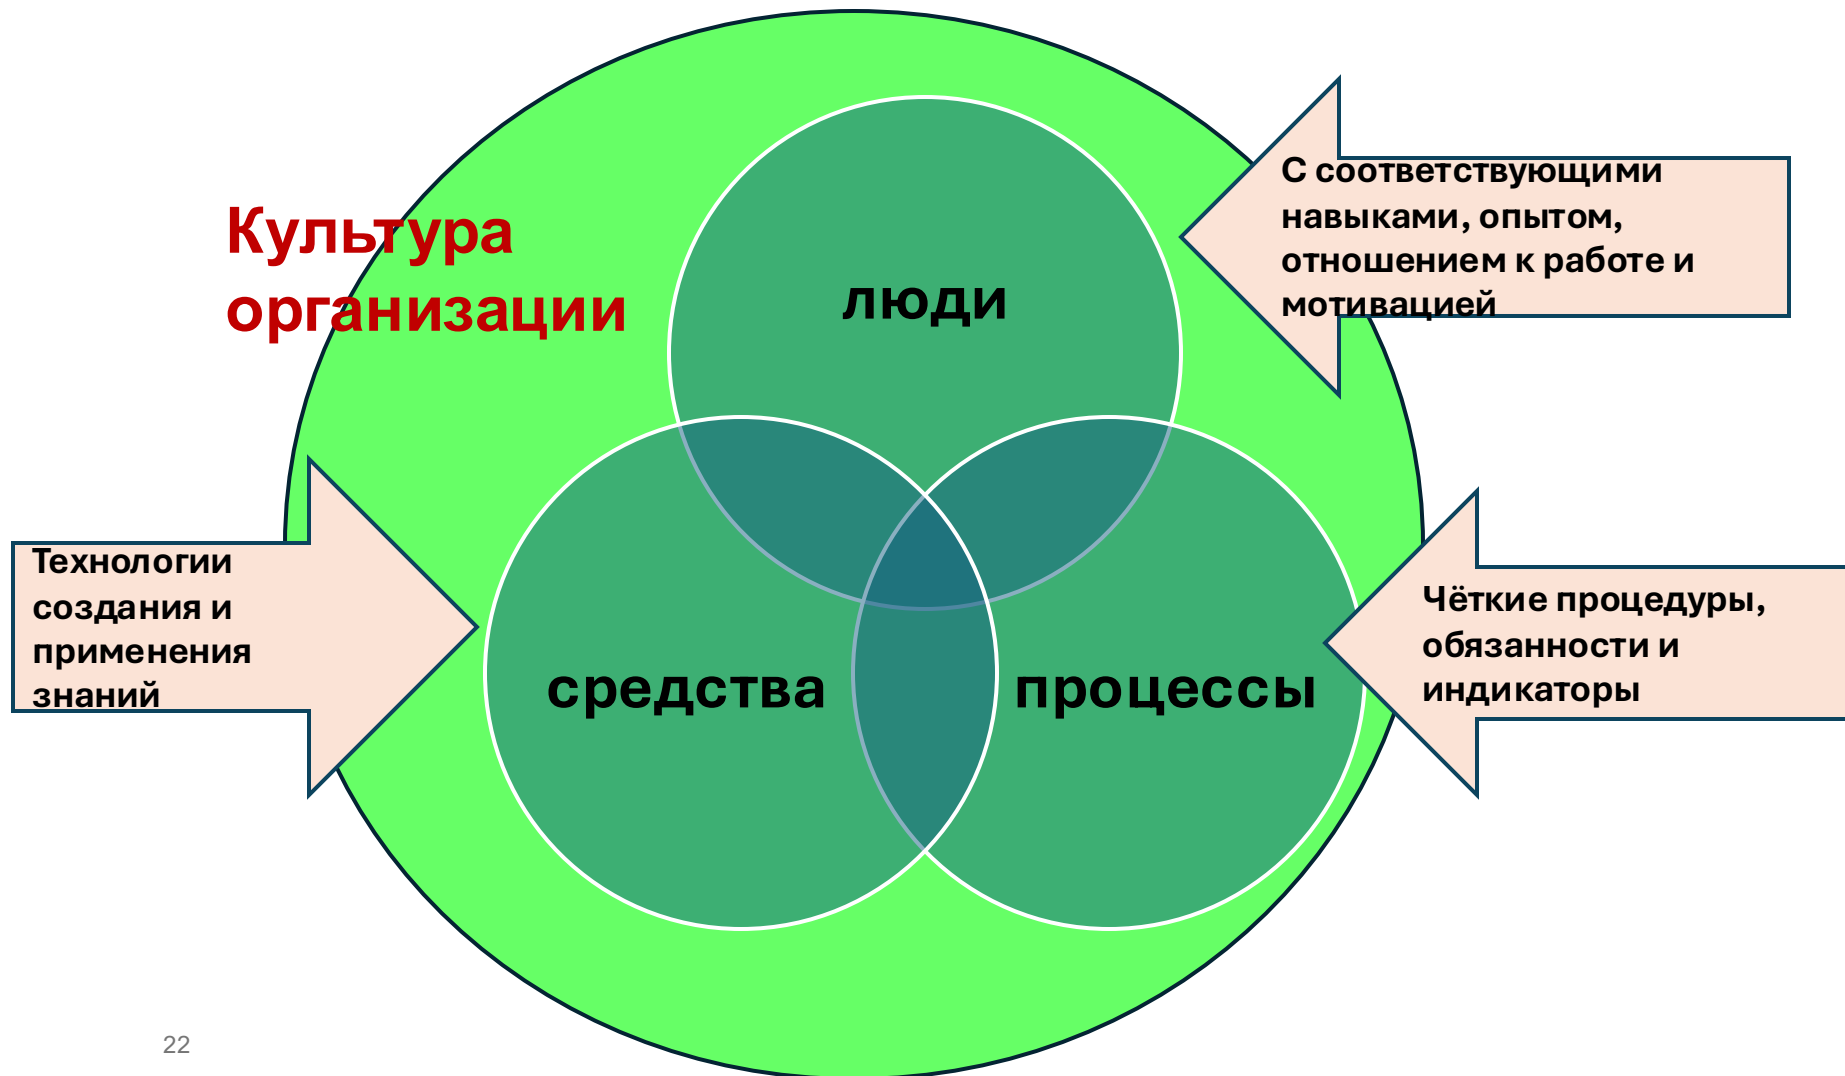 Культура
организации
люди
С соответствующими
навыками, опытом,
отношением к работе и
мотивацией
Технологии
создания и
применения
знаний
средства
процессы
Чёткие процедуры,
обязанности и
индикаторы
22